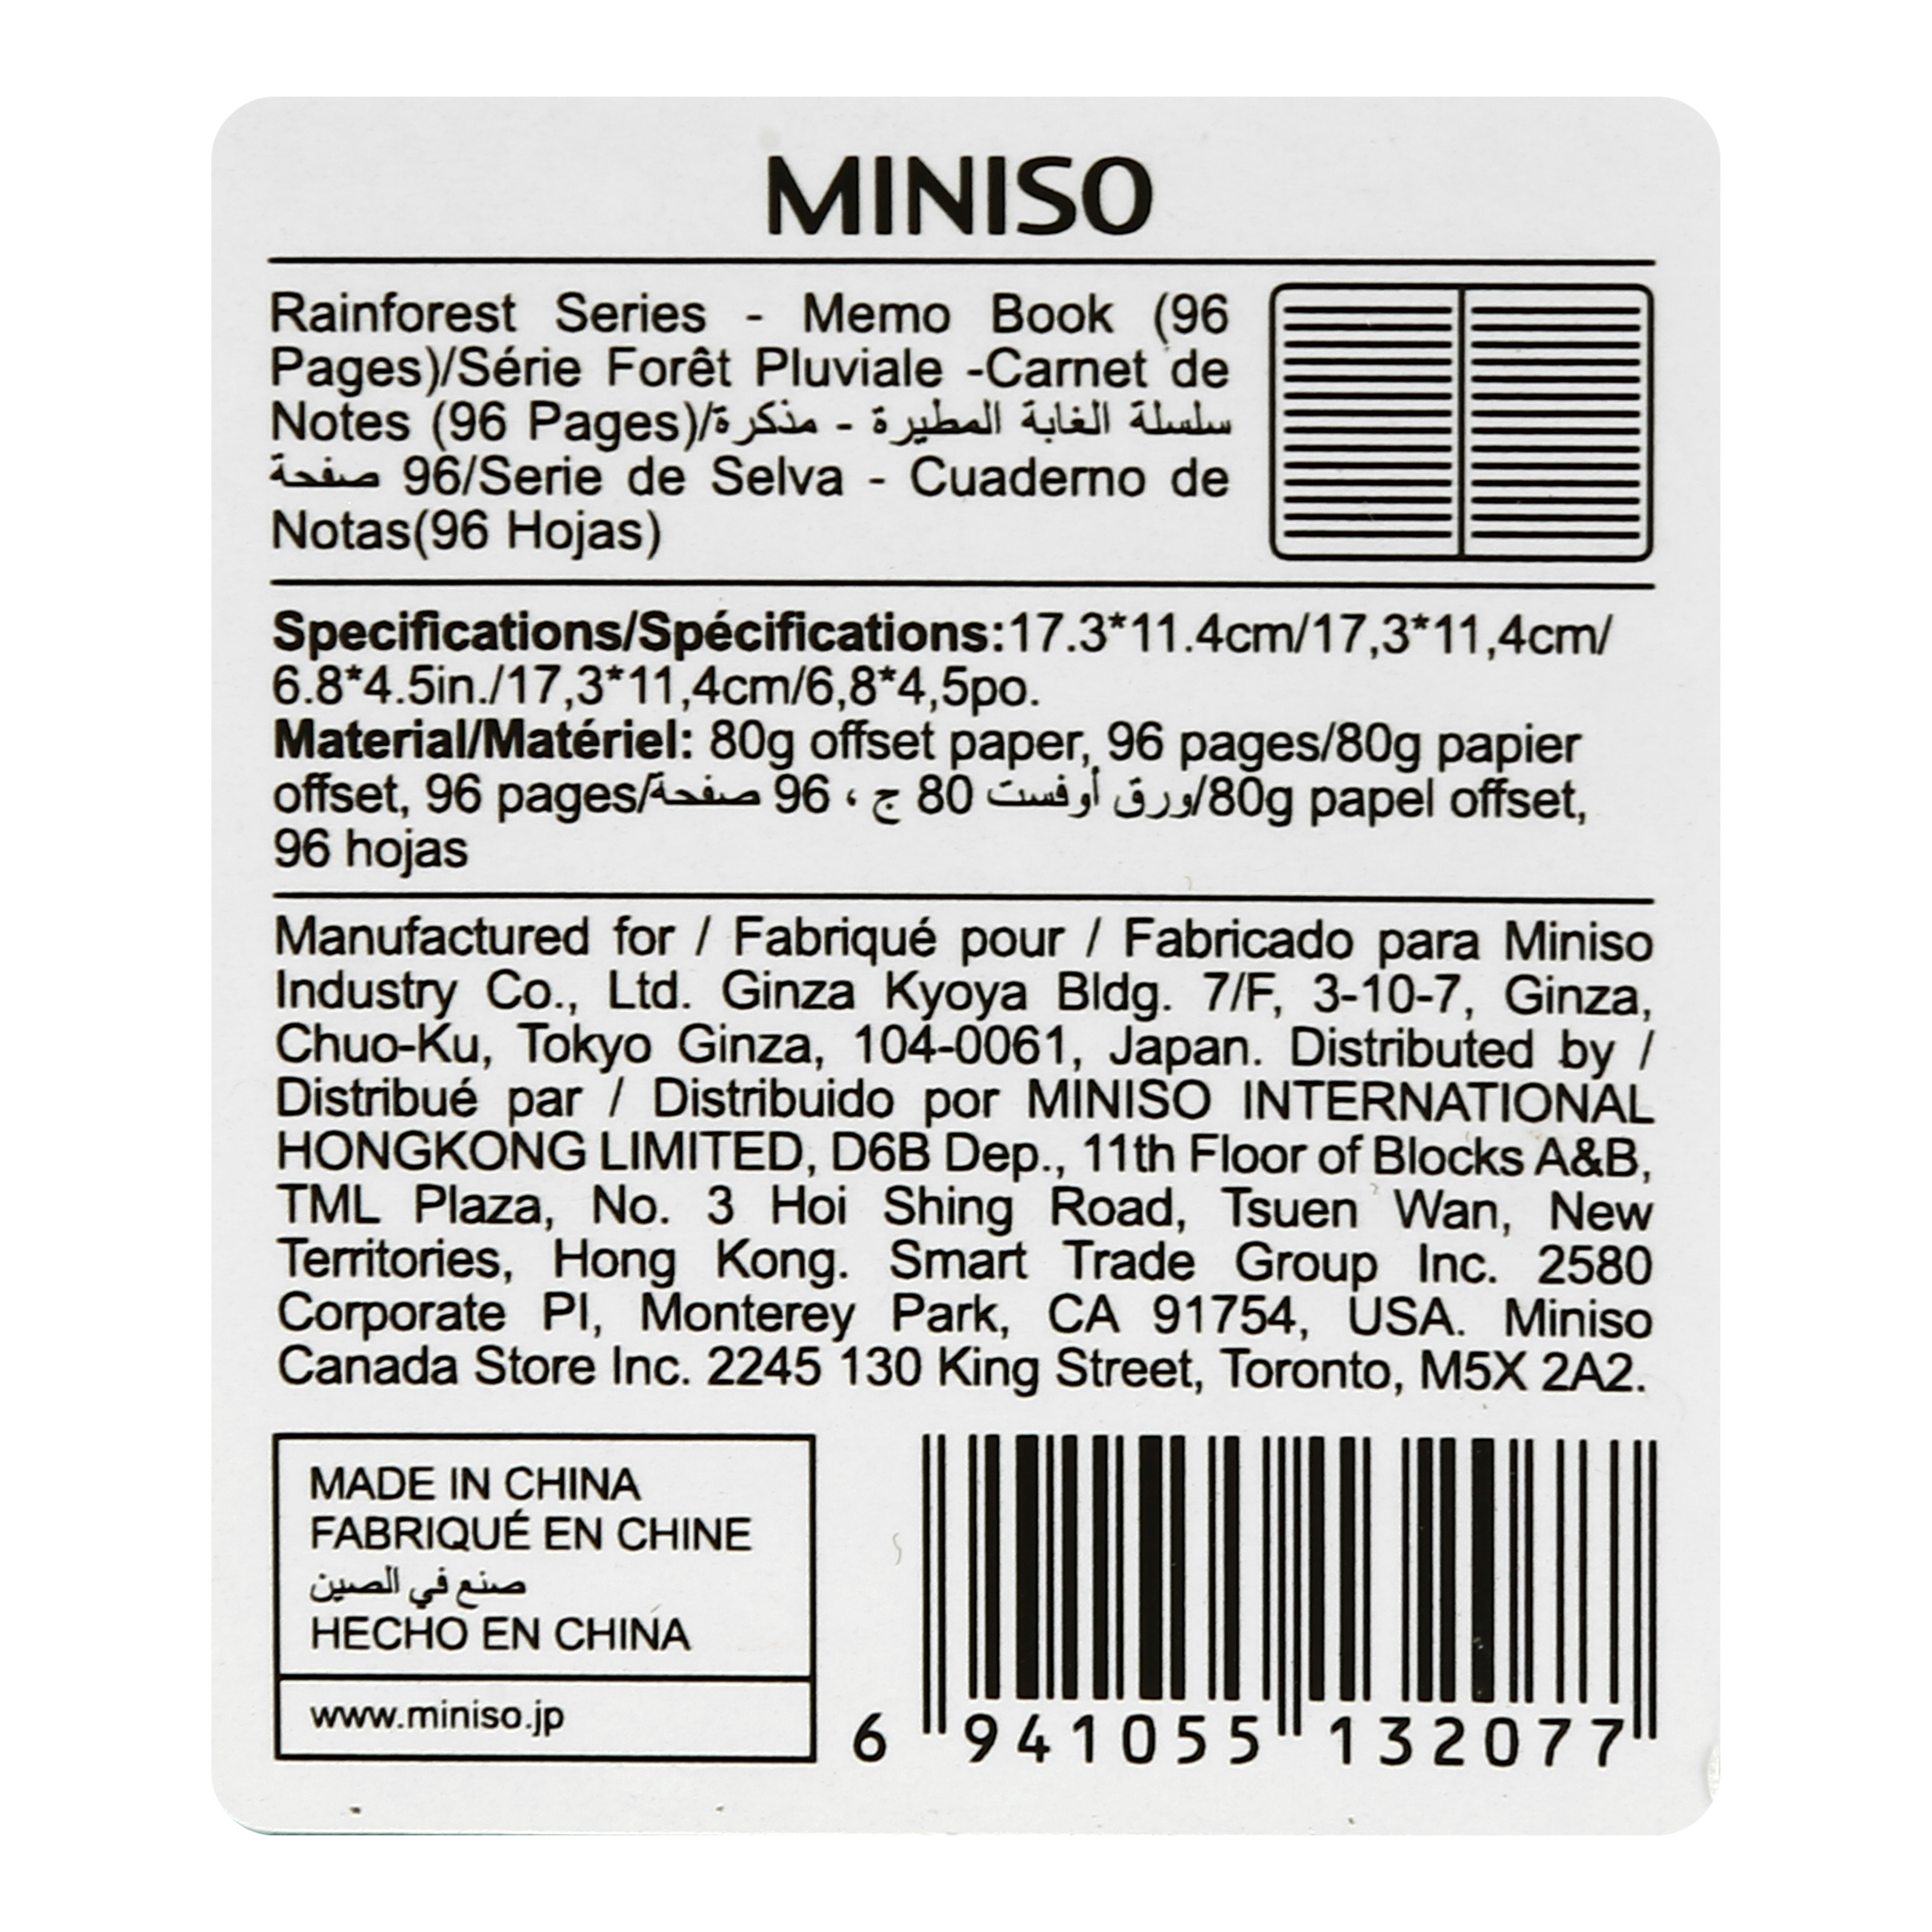 MINISO
Rainforest Series - Memo Book (96
Pages)/Série Forêt Pluviale -Carnet de
Notes (96 Pages)/سلسلة الغابة المطيرة - مذكرة
صفحة 96/Serie de Selva - Cuaderno de
Notas(96 Hojas)
Specifications/Spécifications:17.3*11.4cm/17,3*11,4cm/
6.8*4.5in./17,3*11,4cm/6,8*4,5po.
Material/Matériel: 80g offset paper, 96 pages/80g papier
offset, 96 pages/ورق أوفست 80 ج ، 96 صفحة/80g papel offset,
96 hojas
Manufactured for / Fabriqué pour / Fabricado para Miniso
Industry Co., Ltd. Ginza Kyoya Bldg. 7/F, 3-10-7, Ginza,
Chuo-Ku, Tokyo Ginza, 104-0061, Japan. Distributed by /
Distribué par / Distribuido por MINISO INTERNATIONAL
HONGKONG LIMITED, D6B Dep., 11th Floor of Blocks A&B,
TML Plaza, No. 3 Hoi Shing Road, Tsuen Wan, New
Territories, Hong Kong. Smart Trade Group Inc. 2580
Corporate Pl, Monterey Park, CA 91754, USA. Miniso
Canada Store Inc. 2245 130 King Street, Toronto, M5X 2A2.
MADE IN CHINA
FABRIQUÉ EN CHINE
صنع في الصين
HECHO EN CHINA
www.miniso.jp
6 941055 132077